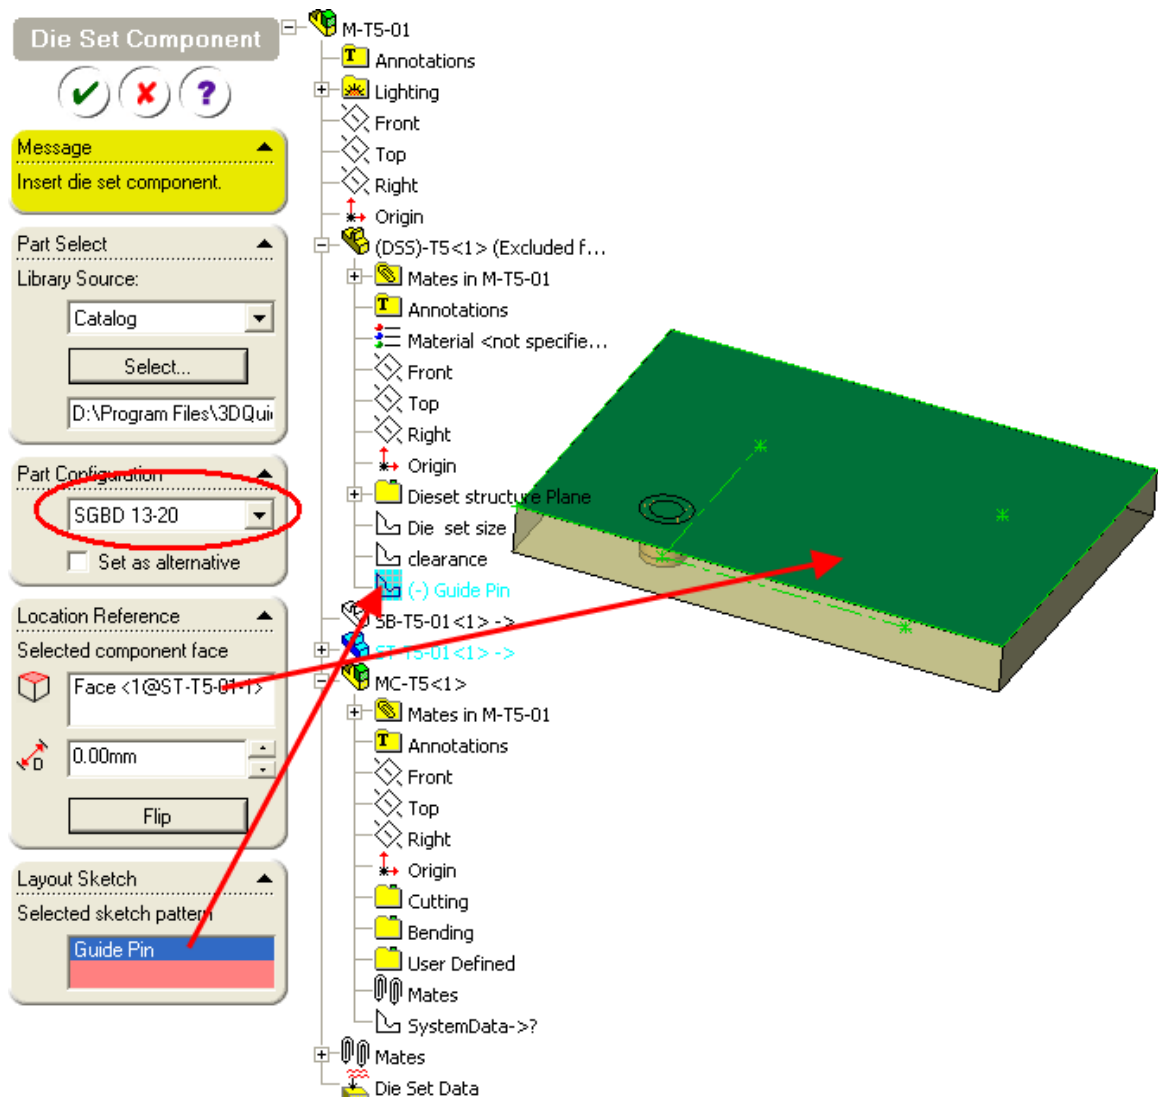 Die Set Component
?
Message
Insert die set component.
Part Select
Library Source:
Catalog
Select...
D:\Program Files\3DQui
Part Configuration
SGBD 13-20
Set as alternative
Location Reference
Selected component face
Face <1@ST-T5-01-1>
D
0.00mm
Flip
Layout Sketch
Selected sketch pattern
Guide Pin
M-T5-01
Annotations
Lighting
Front
Top
Right
Origin
(DSS)-T5<1> (Excluded f...
Mates in M-T5-01
Annotations
Material <not specifie...
Front
Top
Right
Origin
Dieset structure Plane
Die set size
clearance
(-) Guide Pin
SB-T5-01<1> ->
ST-T5-01<1> ->
MC-T5<1>
Mates in M-T5-01
Annotations
Front
Top
Right
Origin
Cutting
Bending
User Defined
Mates
SystemData->?
Mates
Die Set Data